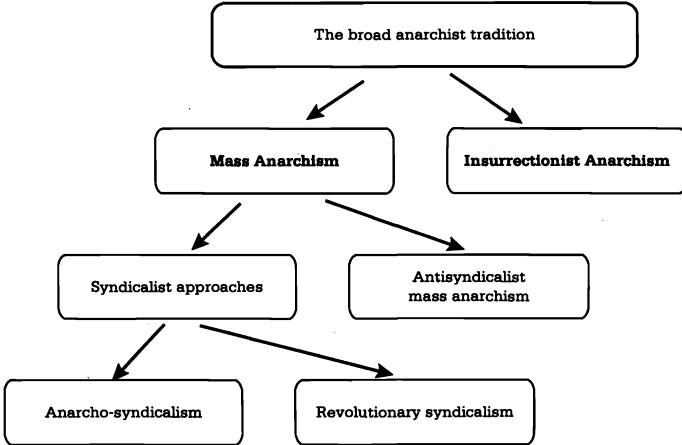 The broad anarchist tradition
Mass Anarchism
Insurrectionist Anarchism
Syndicalist approaches
Antisyndicalist
mass anarchism
Anarcho-syndicalism
Revolutionary syndicalism